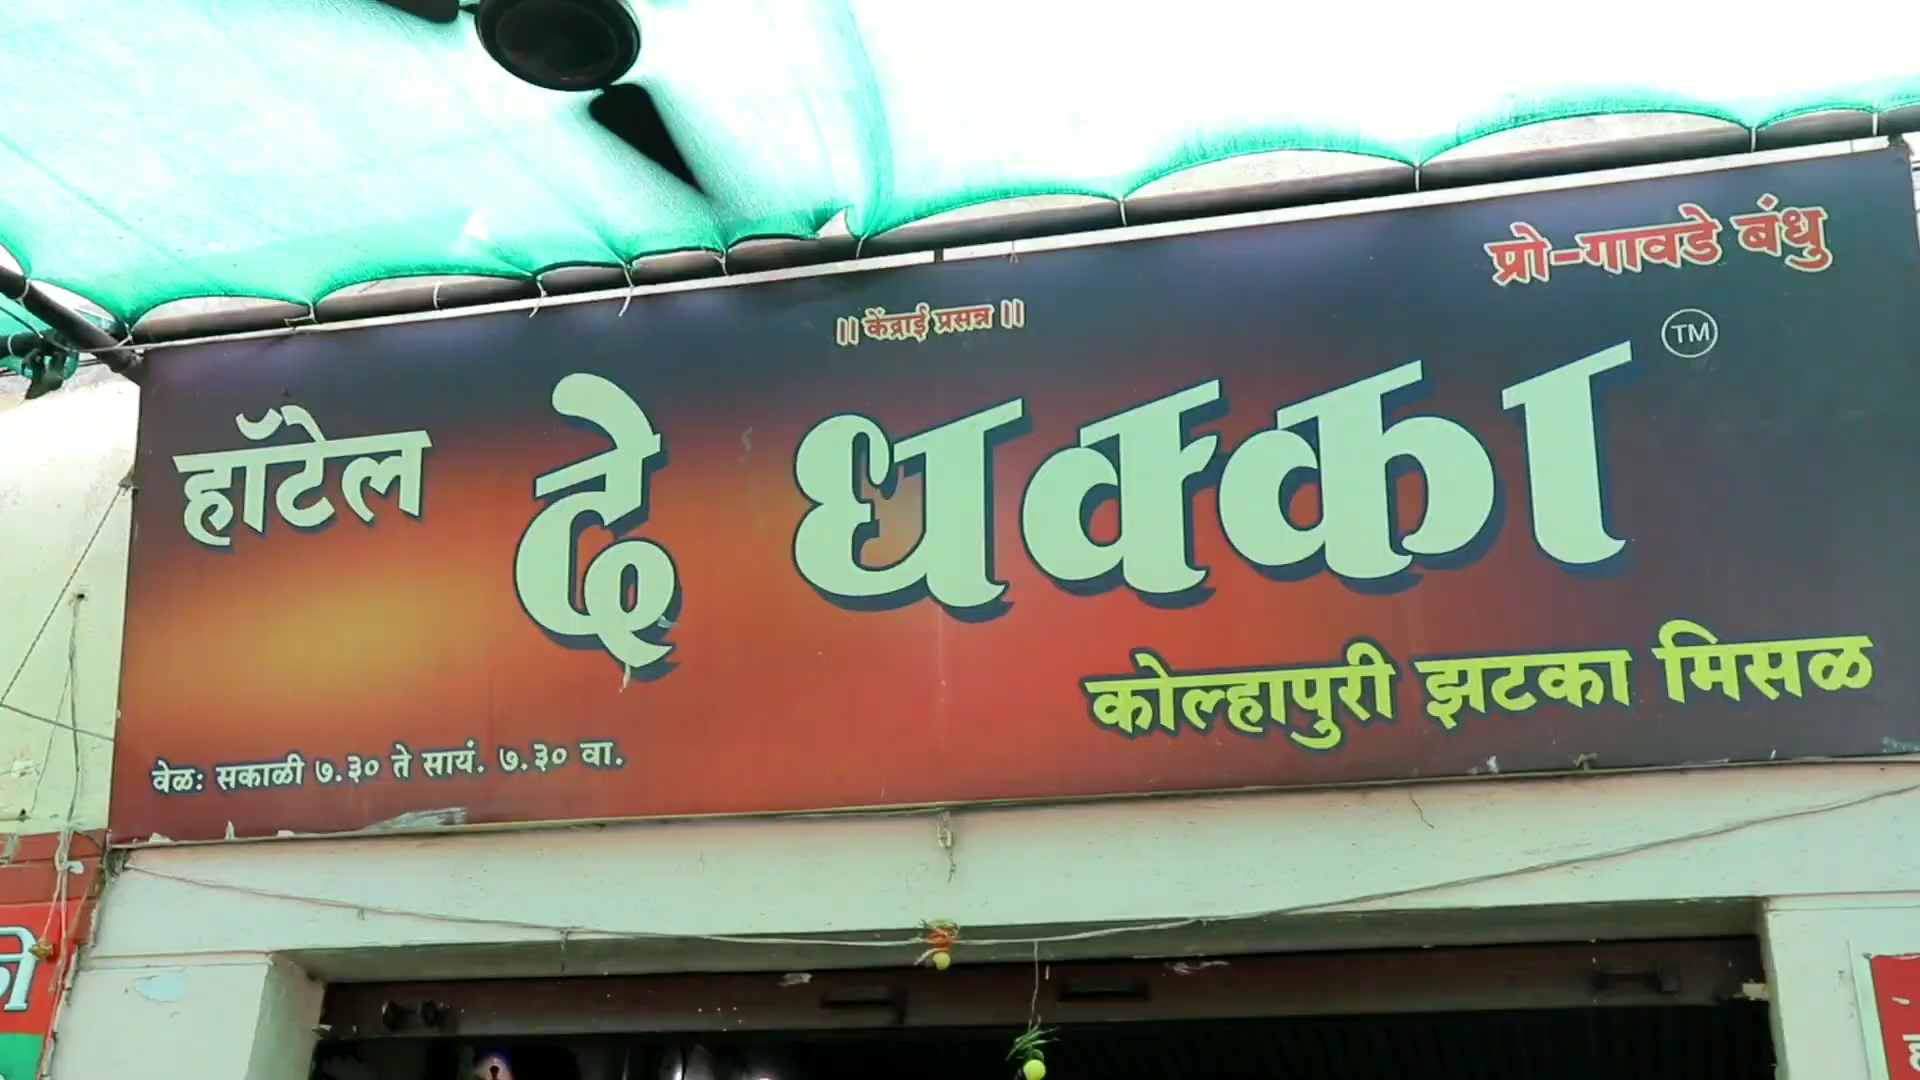 प्रो-गावडे बंधु
|| केंद्राई प्रसन्न ||
हॉटेल दे धक्का TM
कोल्हापुरी झटका मिसळ
वेळ: सकाळी ७.३० ते सायं. ७.३० वा.